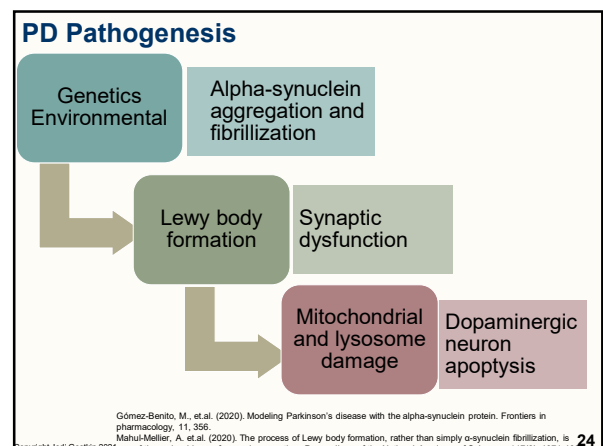 PD Pathogenesis
Genetics
Environmental
Alpha-synuclein
aggregation and
fibrillization
Lewy body
formation
Synaptic
dysfunction
Mitochondrial
and lysosome
damage
Dopaminergic
neuron
apoptysis
Gómez-Benito, M., et.al. (2020). Modeling Parkinson's disease with the alpha-synuclein protein. Frontiers in
pharmacology, 11, 356.
Mahul-Mellier, A. et.al. (2020). The process of Lewy body formation, rather than simply α-synuclein fibrillization, is
24